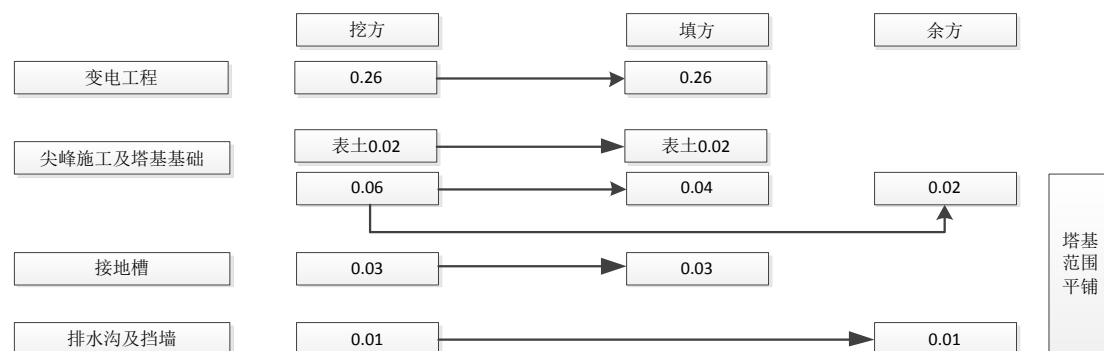 挖方
填方
余方
变电工程
0.26
0.26
尖峰施工及塔基基础
表土0.02
表土0.02
0.06
0.04
0.02
接地槽
0.03
0.03
排水沟及挡墙
0.01
0.01
塔基
范围
平铺